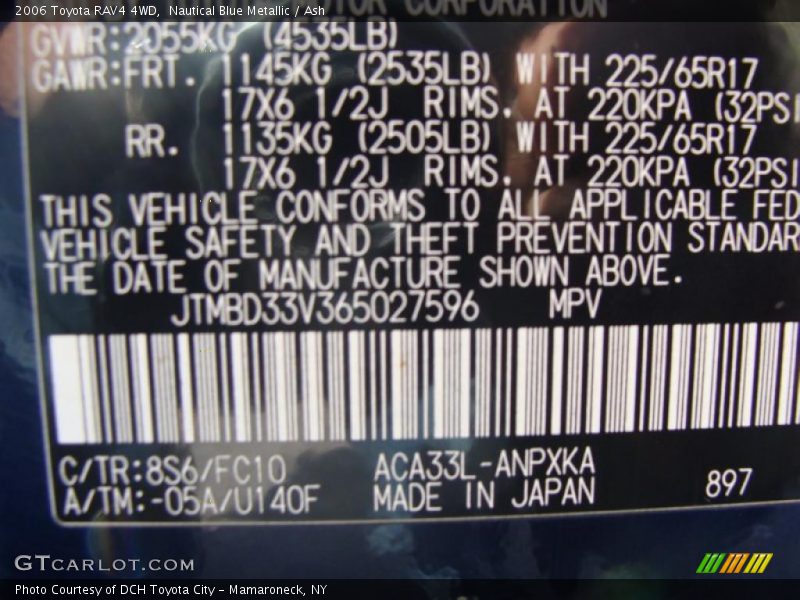 2006 Toyota RAV4 4WD, Nautical Blue Metallic / Ash
CORPORATION
GVWR:2055KG (4535LB)
GAWR:FRT. 1145KG (2535LB) WITH 225/65R17
17X6 1/2J RIMS. AT 220KPA (32PSI
RR. 1135KG (2505LB) WITH 225/65R17
17X6 1/2J RIMS. AT 220KPA (32PSI
THIS VEHICLE CONFORMS TO ALL APPLICABLE FED
VEHICLE SAFETY AND THEFT PREVENTION STANDAR
THE DATE OF MANUFACTURE SHOWN ABOVE.
JTMBD33V365027596 MPV
C/TR:8S6/FC10 ACA33L-ANPXKA
A/TM:-05A/U140F MADE IN JAPAN 897
GTCARLOT.COM
Photo Courtesy of DCH Toyota City - Mamaroneck, NY